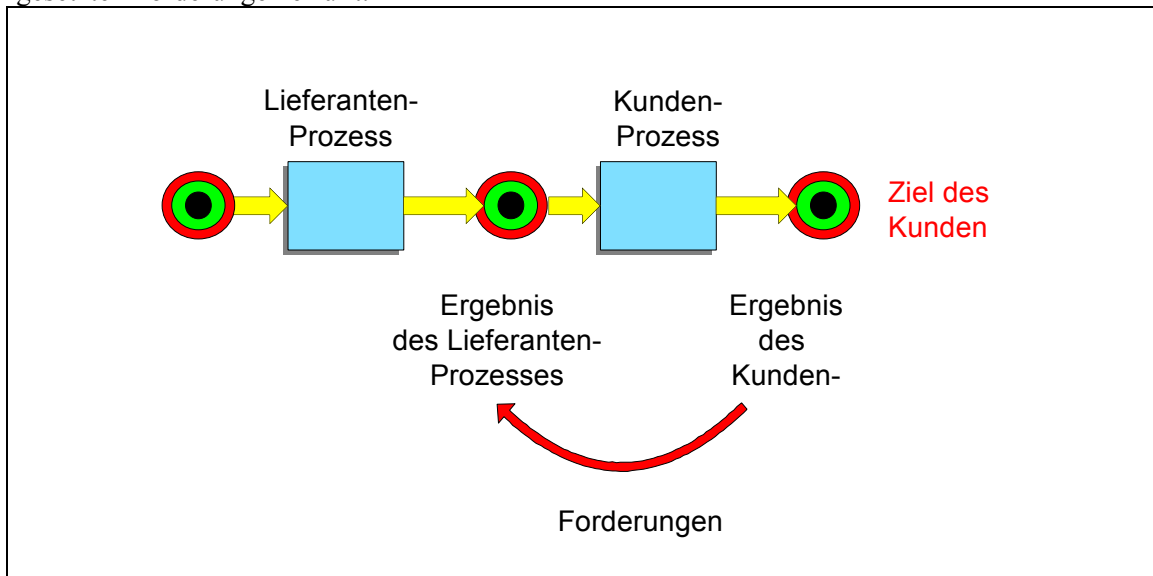 Lieferanten-
Prozess
Kunden-
Prozess
Ziel des
Kunden
Ergebnis
des Lieferanten-
Prozesses
Ergebnis
des
Kunden-
Forderungen